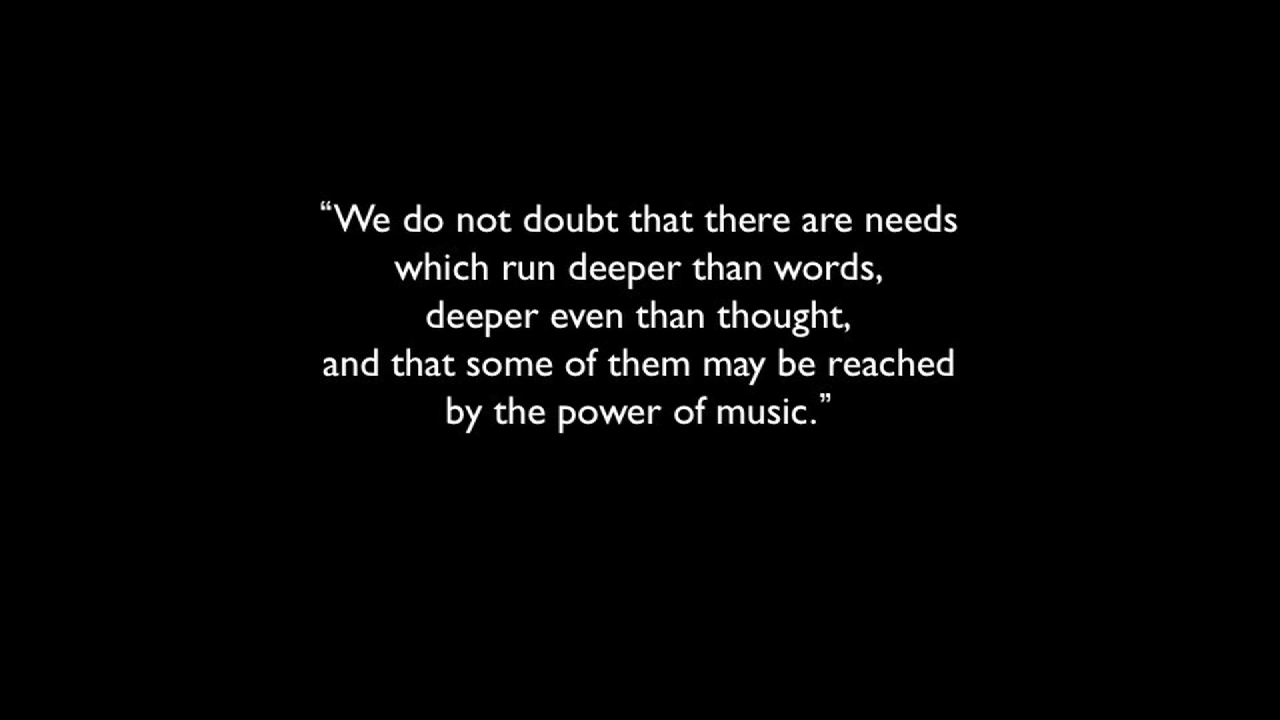 “We do not doubt that there are needs
which run deeper than words,
deeper even than thought,
and that some of them may be reached
by the power of music.”